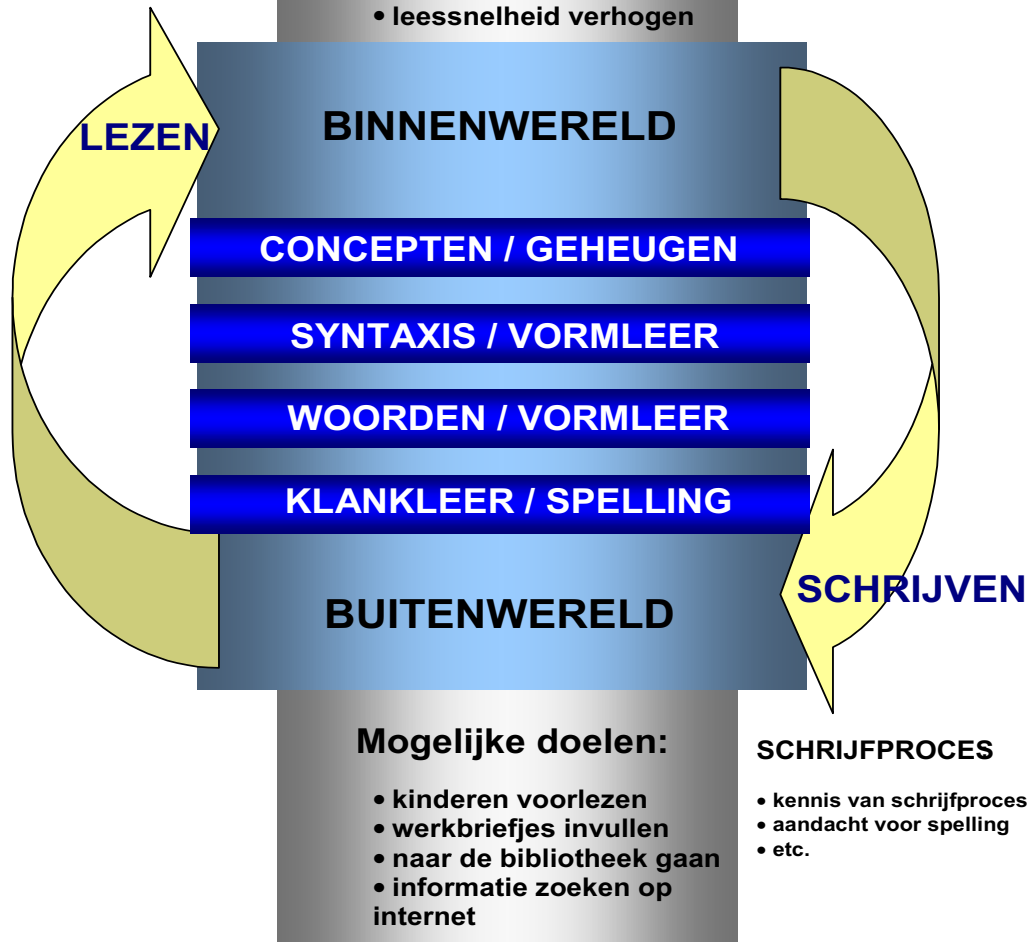 • leessnelheid verhogen
LEZEN
BINNENWERELD
CONCEPTEN / GEHEUGEN
SYNTAXIS / VORMLEER
WOORDEN / VORMLEER
KLANKLEER / SPELLING
SCHRIJVEN
BUITENWERELD
Mogelijke doelen:
• kinderen voorlezen
• werkbriefjes invullen
• naar de bibliotheek gaan
• informatie zoeken op
internet
SCHRIJFPROCES
• kennis van schrijfproces
• aandacht voor spelling
• etc.